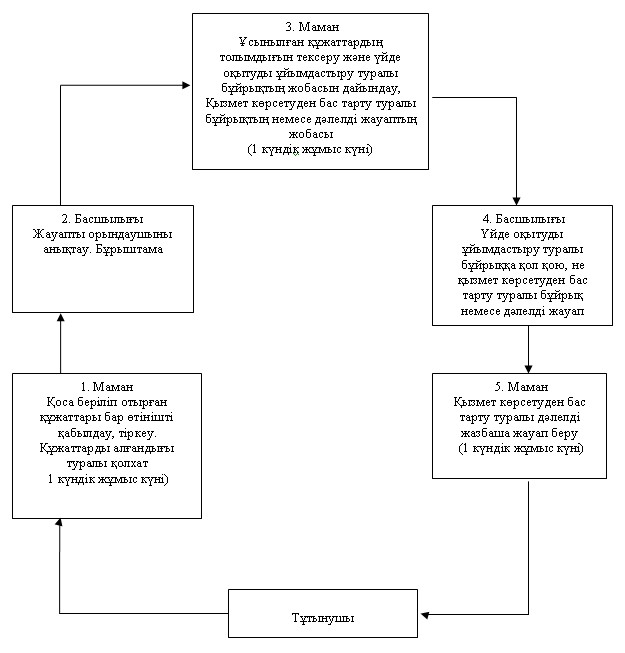 3. Маман
Ұсынылған құжаттардың
толымдығын тексеру және үйде
оқытуды ұйымдастыру туралы
бұйрықтың жобасын дайындау,
Қызмет көрсетуден бас тарту туралы
бұйрықтың немесе дәлелді жауаптың
жобасы
(1 күндік жұмыс күні)
2. Басшылығы
Жауапты орындаушыны
анықтау. Бұрыштама
4. Басшылығы
Үйде оқытуды
ұйымдастыру туралы
бұйрыққа қол қою, не
қызмет көрсетуден бас
тарту туралы бұйрық
немесе дәлелді жауап
1. Маман
Қоса беріліп отырған
құжаттары бар өтінішті
қабылдау, тіркеу.
Құжаттарды алғандығы
туралы қолхат
1 күндік жұмыс күні)
5. Маман
Қызмет көрсетуден бас
тарту туралы дәлелді
жазбаша жауап беру
(1 күндік жұмыс күні)
Тұтынушы